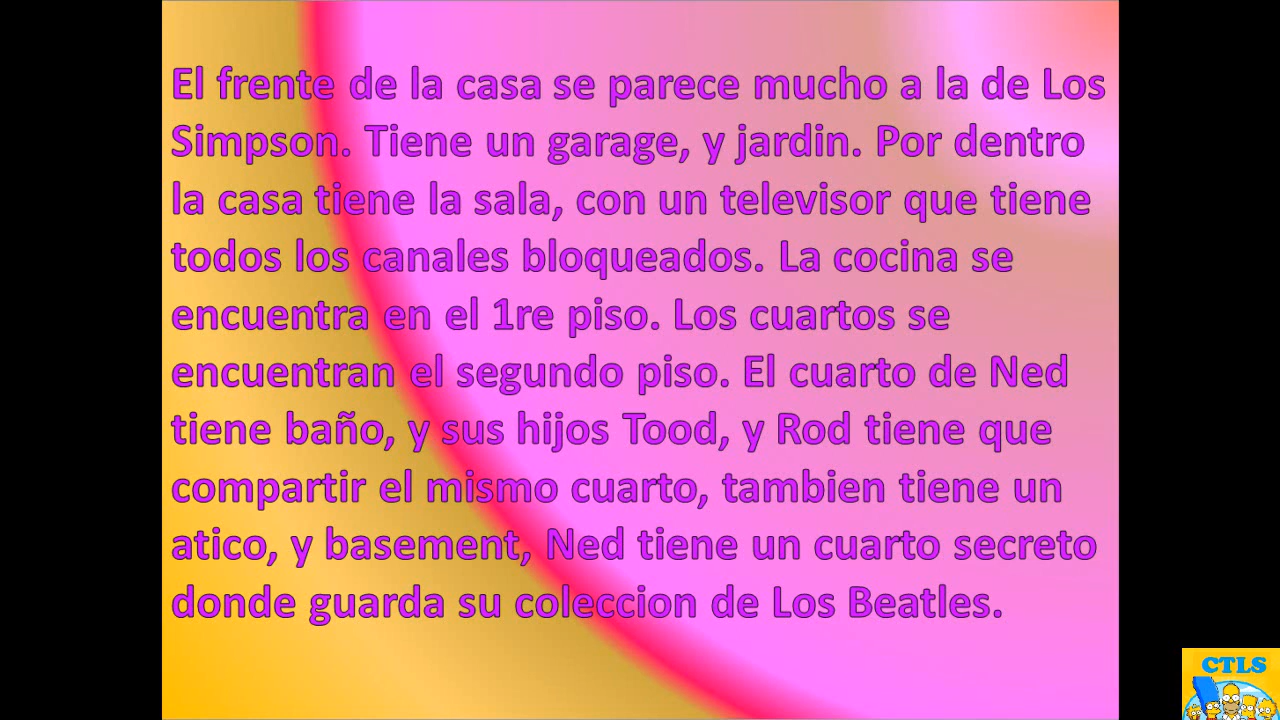 El frente de la casa se parece mucho a la de Los
Simpson. Tiene un garage, y jardin. Por dentro
la casa tiene la sala, con un televisor que tiene
todos los canales bloqueados. La cocina se
encuentra en el 1re piso. Los cuartos se
encuentran el segundo piso. El cuarto de Ned
tiene baño, y sus hijos Tood, y Rod tiene que
compartir el mismo cuarto, tambien tiene un
atico, y basement, Ned tiene un cuarto secreto
donde guarda su coleccion de Los Beatles.
CTLS